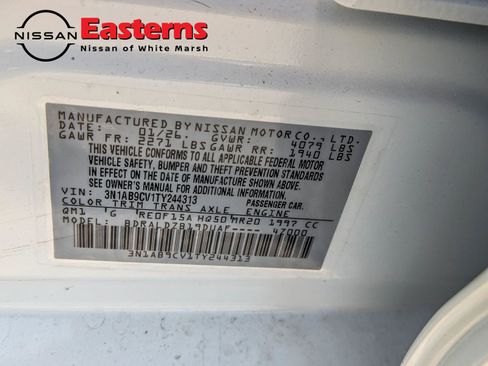 NISSAN
Easterns
Nissan of White Marsh
NISSAN
MANUFACTURED BY NISSAN MOTOR CO., LTD.
DATE: 01/26 GVWR: 4079 LBS
GAWR FR: 2271 LBS GAWR RR: 1940 LBS
THIS VEHICLE CONFORMS TO ALL APPLICABLE FEDERAL MOTOR
VEHICLE SAFETY, BUMPER AND THEFT PREVENTION STANDARDS
IN EFFECT ON THE DATE OF MANUFACTURE SHOWN ABOVE.
SEE OWNER'S MANUAL FOR ADDITIONAL INFORMATION.
VIN: 3N1AB9CV1TY244313 PASSENGER CAR
COLOR TRIM TRANS AXLE ENGINE
QM1 G RE0F15A HQ50 MR20 1997 CC
MODEL: BDRALDZB19DUAF---- 47000
3N1AB9CV1TY244313